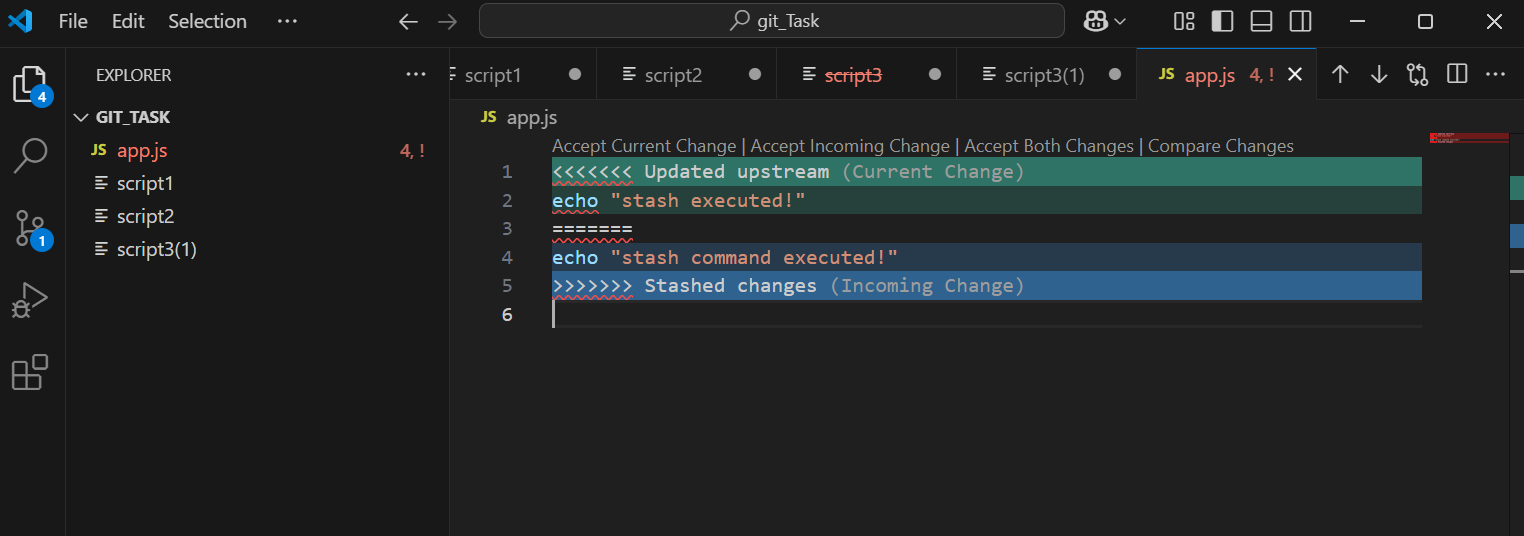 File Edit Selection ··· git_Task
EXPLORER ···
4
GIT_TASK
JS app.js 4, !
script1
script2
script3(1)
1
script1 script2 script3 script3(1) JS app.js 4, ! ···
JS app.js
Accept Current Change | Accept Incoming Change | Accept Both Changes | Compare Changes
1 <<<<<<< Updated upstream (Current Change)
2 echo "stash executed!"
3 =======
4 echo "stash command executed!"
5 >>>>>>> Stashed changes (Incoming Change)
6